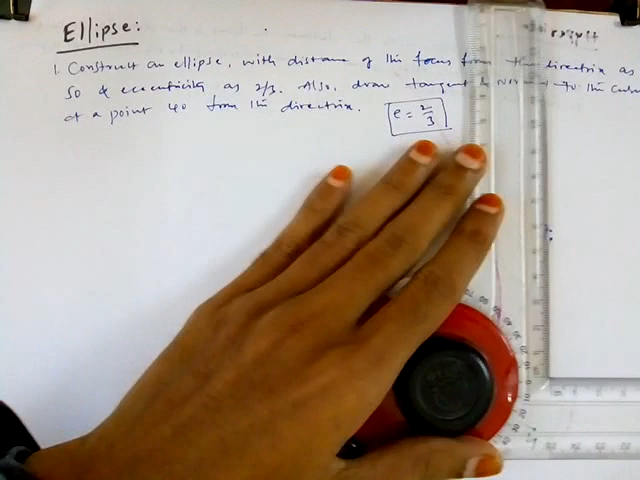 Ellipse:
1. Construct an ellipse, with distance of the focus from the directrix as
50 & eccentricity as 2/3. Also, draw tangent & normal to the curve
at a point 40 from the directrix.
e = 2/3